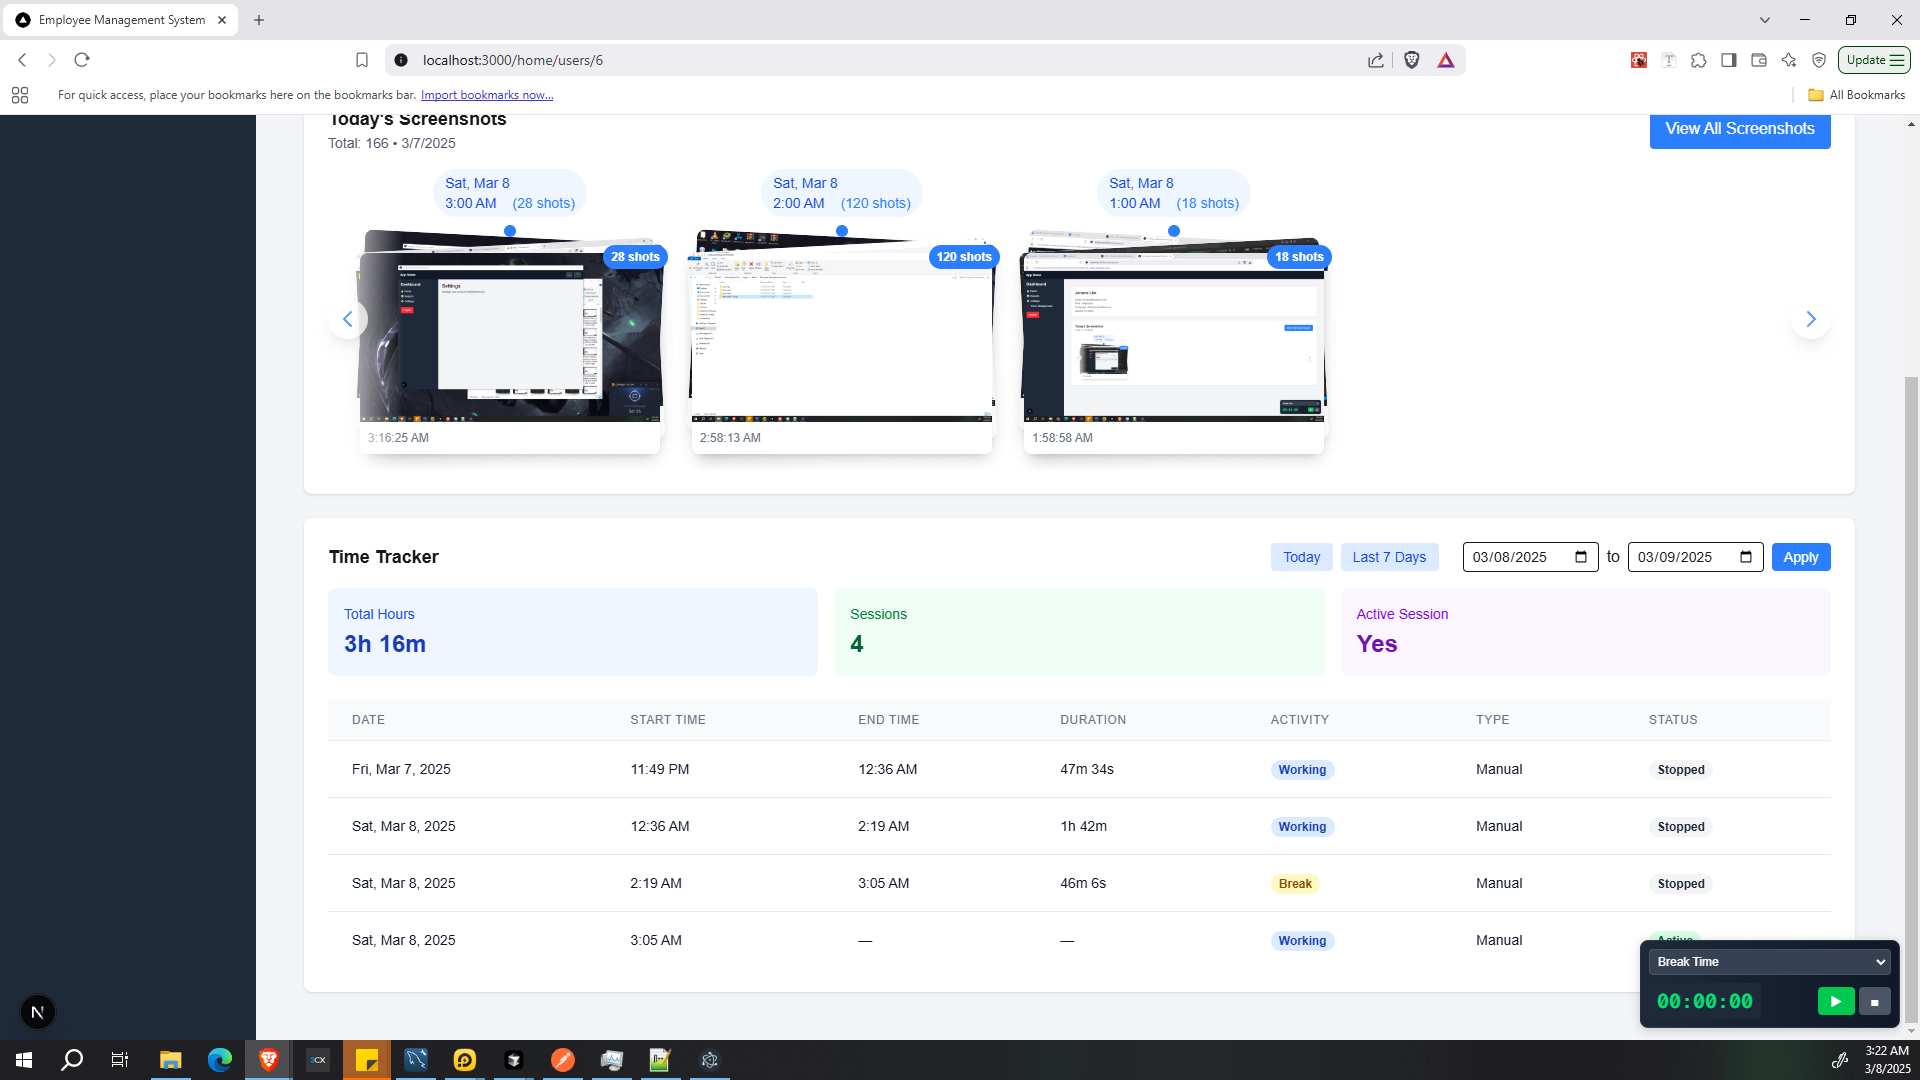 Employee Management System
localhost:3000/home/users/6
Update
For quick access, place your bookmarks here on the bookmarks bar. Import bookmarks now...
All Bookmarks
Today's Screenshots
Total: 166 • 3/7/2025
View All Screenshots
Sat, Mar 8
3:00 AM (28 shots)
Sat, Mar 8
2:00 AM (120 shots)
Sat, Mar 8
1:00 AM (18 shots)
28 shots
120 shots
18 shots
Settings
Dashboard
Dashboard
3:16:25 AM
2:58:13 AM
1:58:58 AM
Time Tracker
Today
Last 7 Days
03/08/2025
to
03/09/2025
Apply
Total Hours
3h 16m
Sessions
4
Active Session
Yes
DATE START TIME END TIME DURATION ACTIVITY TYPE STATUS
Fri, Mar 7, 2025 11:49 PM 12:36 AM 47m 34s Working Manual Stopped
Sat, Mar 8, 2025 12:36 AM 2:19 AM 1h 42m Working Manual Stopped
Sat, Mar 8, 2025 2:19 AM 3:05 AM 46m 6s Break Manual Stopped
Sat, Mar 8, 2025 3:05 AM — — Working Manual Active
Break Time
00:00:00
N
3CX
3:22 AM
3/8/2025